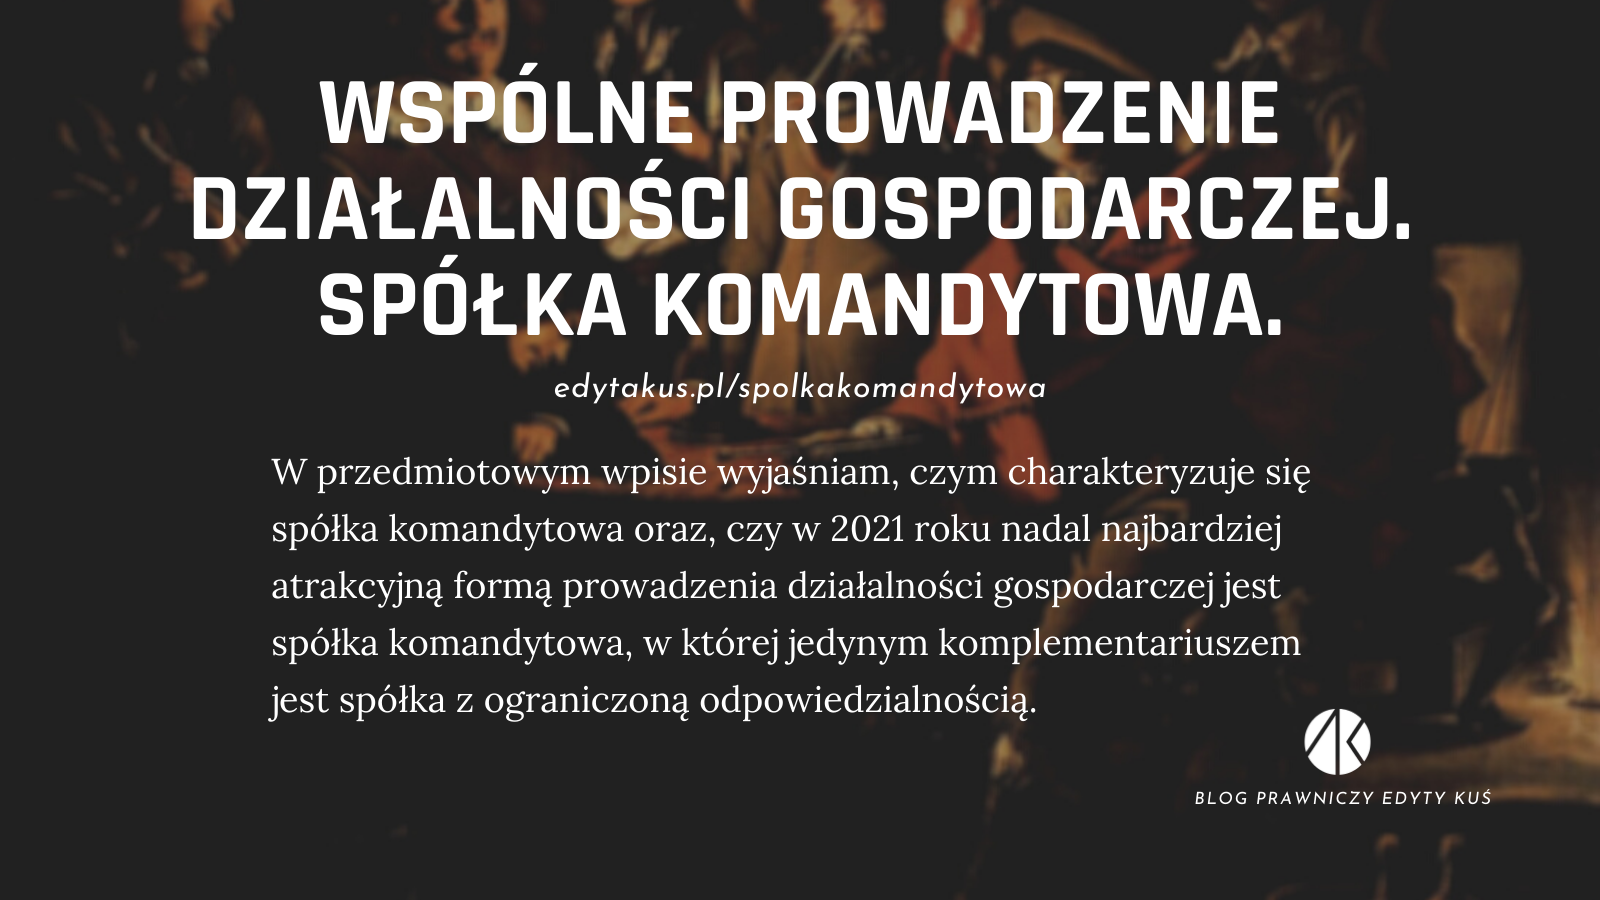 WSPÓLNE PROWADZENIE
DZIAŁALNOŚCI GOSPODARCZEJ.
SPÓŁKA KOMANDYTOWA.
edytakus.pl/spolkakomandytowa
W przedmiotowym wpisie wyjaśniam, czym charakteryzuje się
spółka komandytowa oraz, czy w 2021 roku nadal najbardziej
atrakcyjną formą prowadzenia działalności gospodarczej jest
spółka komandytowa, w której jedynym komplementariuszem
jest spółka z ograniczoną odpowiedzialnością.
BLOG PRAWNICZY EDYTY KUŚ